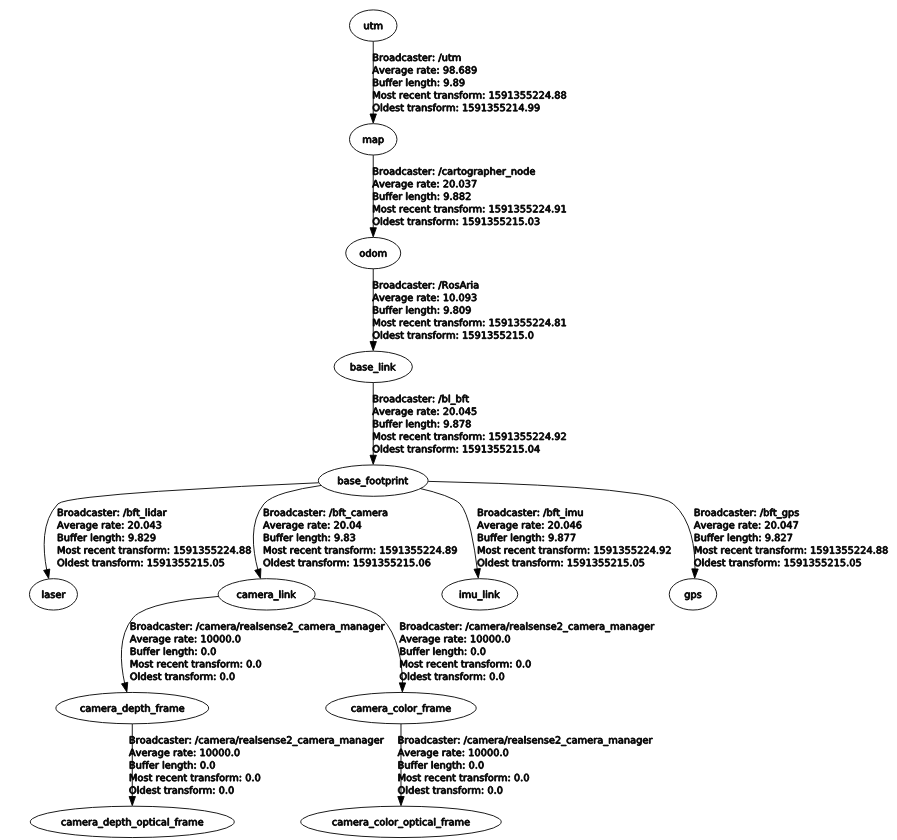 utm
Broadcaster: /utm
Average rate: 98.689
Buffer length: 9.89
Most recent transform: 1591355224.88
Oldest transform: 1591355214.99
map
Broadcaster: /cartographer_node
Average rate: 20.037
Buffer length: 9.882
Most recent transform: 1591355224.91
Oldest transform: 1591355215.03
odom
Broadcaster: /RosAria
Average rate: 10.093
Buffer length: 9.809
Most recent transform: 1591355224.81
Oldest transform: 1591355215.0
base_link
Broadcaster: /bl_bft
Average rate: 20.045
Buffer length: 9.878
Most recent transform: 1591355224.92
Oldest transform: 1591355215.04
base_footprint
Broadcaster: /bft_lidar
Average rate: 20.043
Buffer length: 9.829
Most recent transform: 1591355224.88
Oldest transform: 1591355215.05
Broadcaster: /bft_camera
Average rate: 20.04
Buffer length: 9.83
Most recent transform: 1591355224.89
Oldest transform: 1591355215.06
Broadcaster: /bft_imu
Average rate: 20.046
Buffer length: 9.877
Most recent transform: 1591355224.92
Oldest transform: 1591355215.05
Broadcaster: /bft_gps
Average rate: 20.047
Buffer length: 9.827
Most recent transform: 1591355224.88
Oldest transform: 1591355215.05
laser
camera_link
imu_link
gps
Broadcaster: /camera/realsense2_camera_manager
Average rate: 10000.0
Buffer length: 0.0
Most recent transform: 0.0
Oldest transform: 0.0
Broadcaster: /camera/realsense2_camera_manager
Average rate: 10000.0
Buffer length: 0.0
Most recent transform: 0.0
Oldest transform: 0.0
camera_depth_frame
camera_color_frame
Broadcaster: /camera/realsense2_camera_manager
Average rate: 10000.0
Buffer length: 0.0
Most recent transform: 0.0
Oldest transform: 0.0
Broadcaster: /camera/realsense2_camera_manager
Average rate: 10000.0
Buffer length: 0.0
Most recent transform: 0.0
Oldest transform: 0.0
camera_depth_optical_frame
camera_color_optical_frame